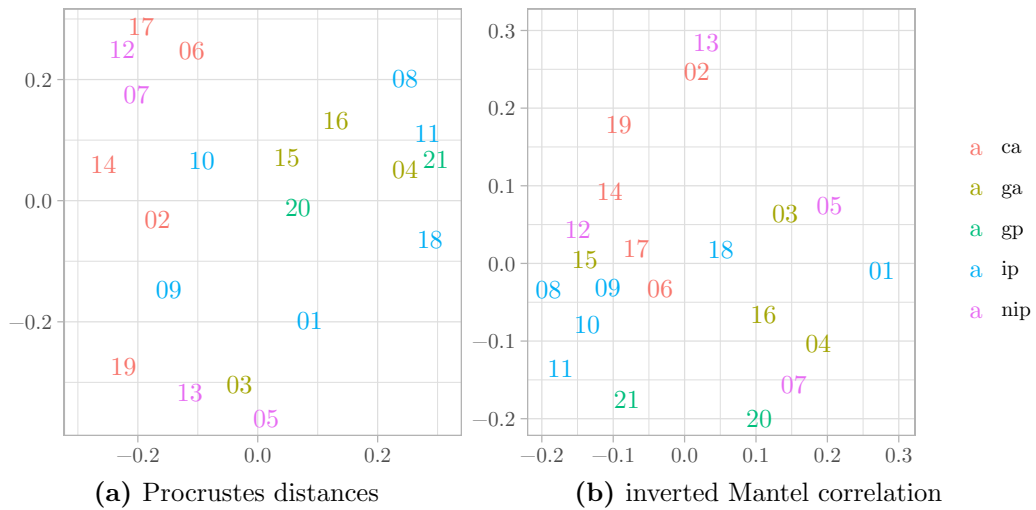 17
12 06
0.2 07 08
16
11
14 10 15 04 21
0.0 02 20
18
09
−0.2 01
19
13 03
05
−0.2 0.0 0.2
(a) Procrustes distances
0.3 13
02
0.2
19
0.1 14
03 05
12
17 18
0.0 15 01
08 09 06
10 16
−0.1 04
11
07
21
−0.2 20
−0.2 −0.1 0.0 0.1 0.2 0.3
(b) inverted Mantel correlation
a ca
a ga
a gp
a ip
a nip